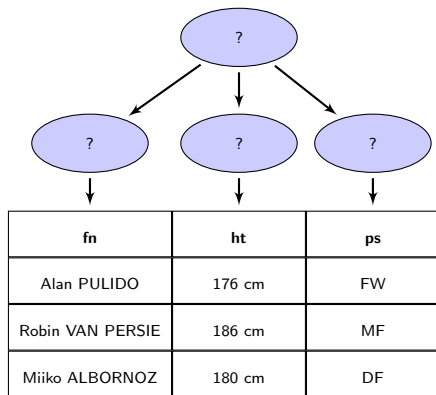 ?
? ? ?
fn ht ps
Alan PULIDO 176 cm FW
Robin VAN PERSIE 186 cm MF
Miiko ALBORNOZ 180 cm DF